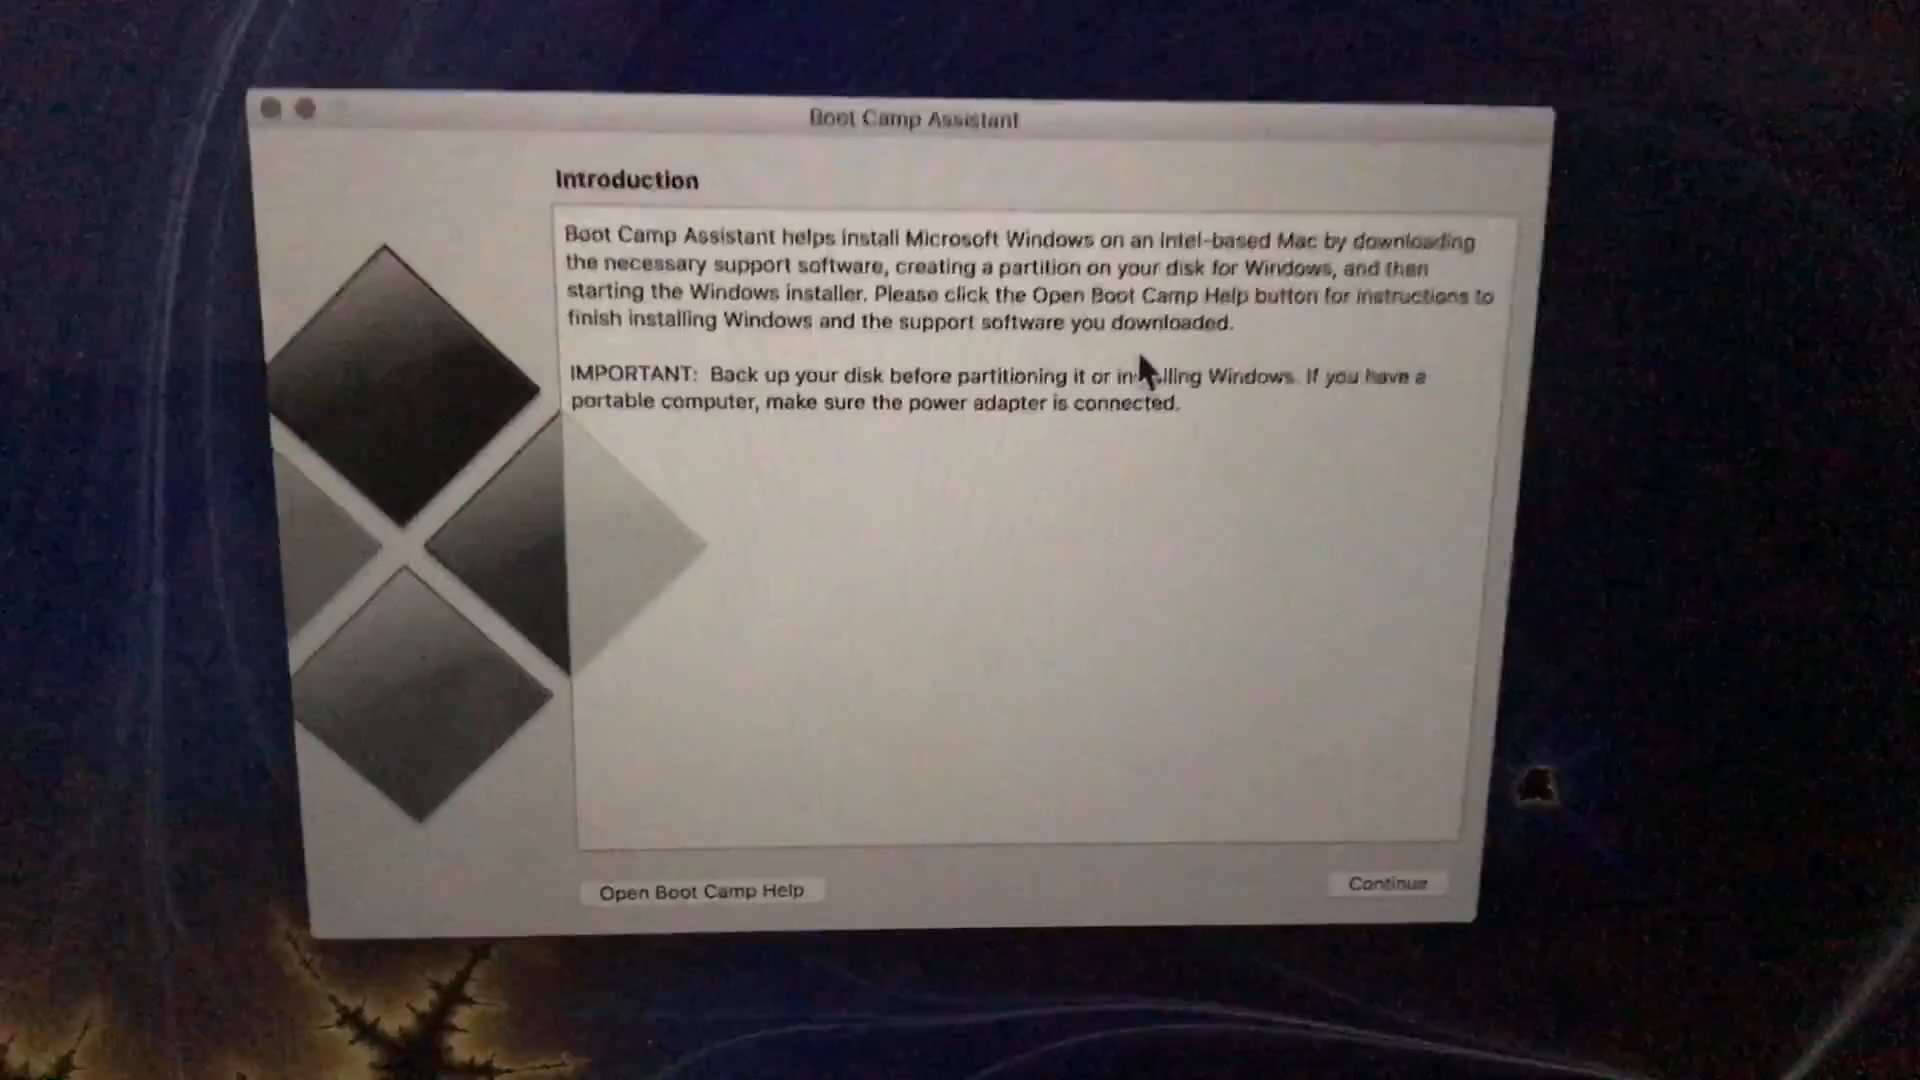 Boot Camp Assistant
Introduction
Boot Camp Assistant helps install Microsoft Windows on an Intel-based Mac by downloading
the necessary support software, creating a partition on your disk for Windows, and then
starting the Windows installer. Please click the Open Boot Camp Help button for instructions to
finish installing Windows and the support software you downloaded.
IMPORTANT: Back up your disk before partitioning it or installing Windows. If you have a
portable computer, make sure the power adapter is connected.
Open Boot Camp Help
Continue